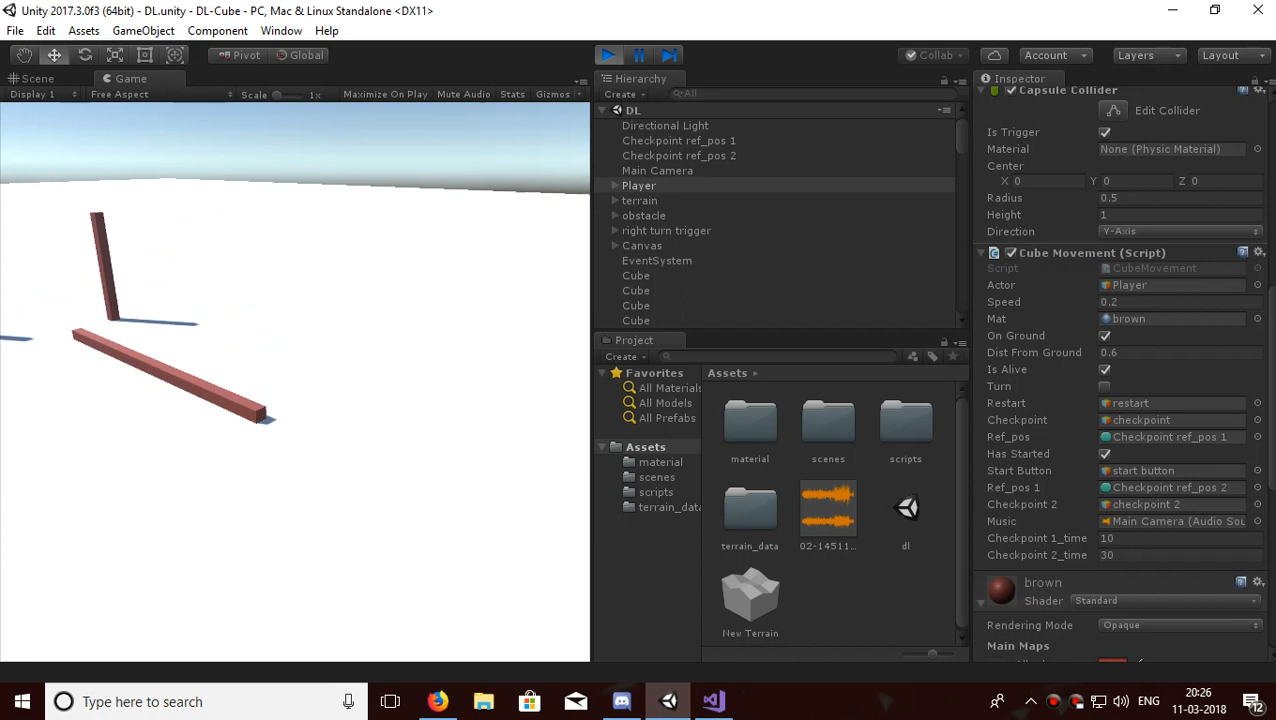 Unity 2017.3.0f3 (64bit) - DL.unity - DL-Cube - PC, Mac & Linux Standalone <DX11>
File Edit Assets GameObject Component Window Help
Pivot Global Collab Account Layers Layout
Scene Game
Display 1 Free Aspect Scale 1x Maximize On Play Mute Audio Stats Gizmos
Hierarchy
Create All
DL
Directional Light
Checkpoint ref_pos 1
Checkpoint ref_pos 2
Main Camera
Player
terrain
obstacle
right turn trigger
Canvas
EventSystem
Cube
Cube
Cube
Cube
Project
Create
Favorites
All Materials
All Models
All Prefabs
Assets
material
scenes
scripts
terrain_data
Assets
material scenes scripts
terrain_data 02-14511... dl
New Terrain
Inspector
Capsule Collider
Edit Collider
Is Trigger
Material None (Physic Material)
Center
X 0 Y 0 Z 0
Radius 0.5
Height 1
Direction Y-Axis
Cube Movement (Script)
Script CubeMovement
Actor Player
Speed 0.2
Mat brown
On Ground
Dist From Ground 0.6
Is Alive
Turn
Restart restart
Checkpoint checkpoint
Ref_pos Checkpoint ref_pos 1
Has Started
Start Button start button
Ref_pos 1 Checkpoint ref_pos 2
Checkpoint 2 checkpoint 2
Music Main Camera (Audio Sou
Checkpoint 1_time 10
Checkpoint 2_time 30
brown
Shader Standard
Rendering Mode Opaque
Main Maps
Type here to search
ENG
20:26
11-03-2018
12